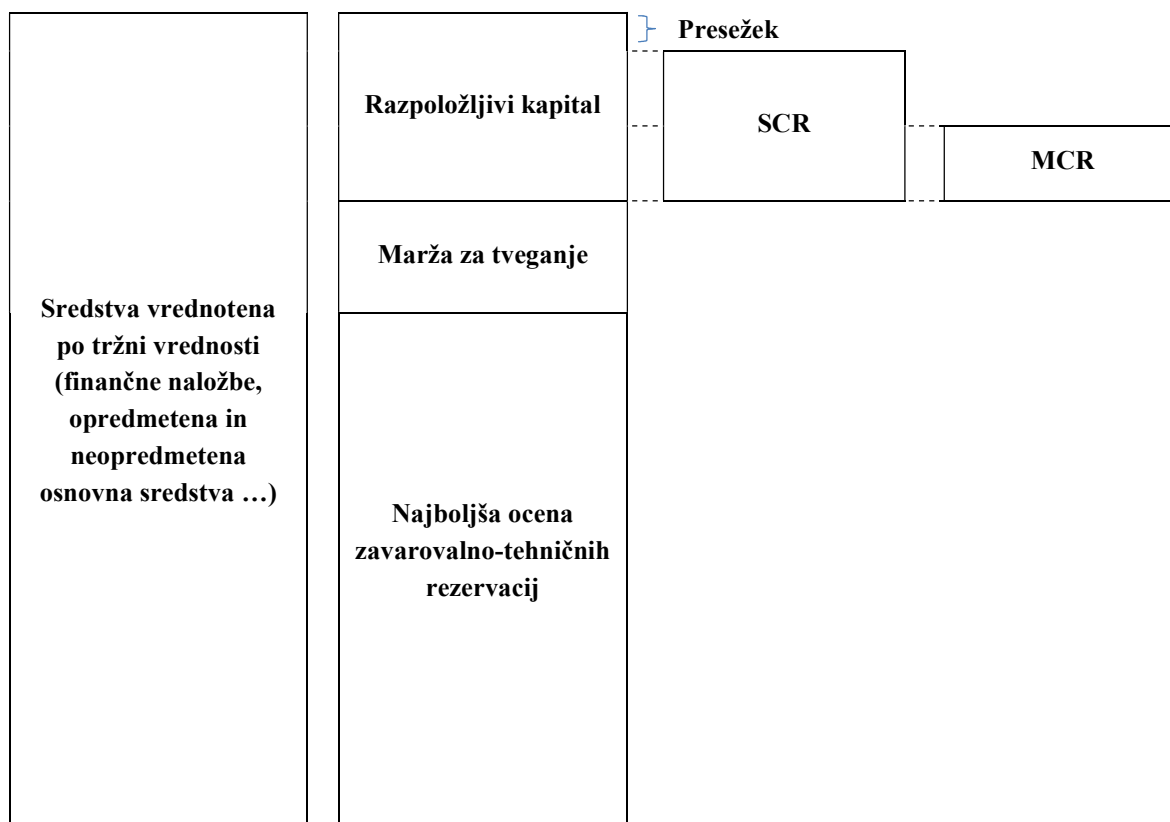 Presežek
Razpoložljivi kapital
SCR
MCR
Marža za tveganje
Sredstva vrednotena
po tržni vrednosti
(finančne naložbe,
opredmetena in
neopredmetena
osnovna sredstva …)
Najboljša ocena
zavarovalno-tehničnih
rezervacij